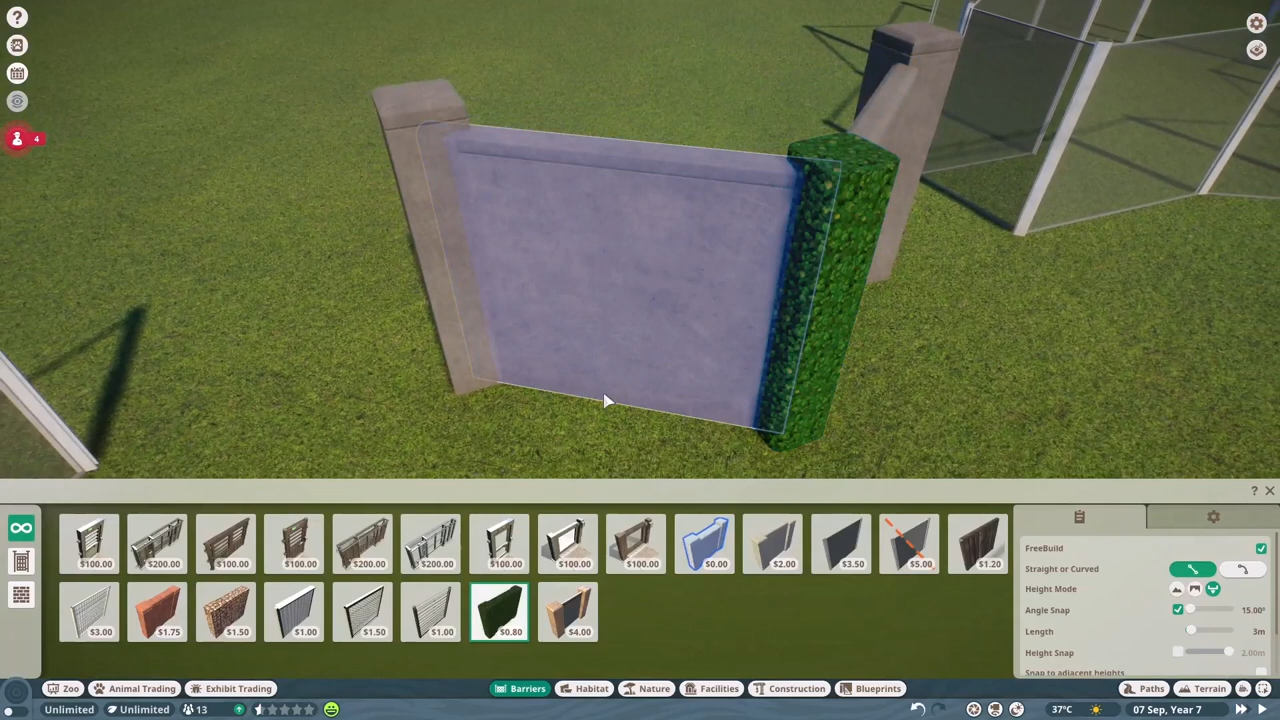 ?
4
? ×
$100.00 $200.00 $100.00 $100.00 $200.00 $200.00 $100.00 $100.00 $100.00 $0.00 $2.00 $3.50 $5.00 $1.20
$3.00 $1.75 $1.50 $1.00 $1.50 $1.00 $0.80 $4.00
FreeBuild
Straight or Curved
Height Mode
Angle Snap 15.00°
Length 3m
Height Snap 2.00m
Snap to adjacent heights
Zoo Animal Trading Exhibit Trading Barriers Habitat Nature Facilities Construction Blueprints Paths Terrain
Unlimited Unlimited 13 37°C 07 Sep, Year 7